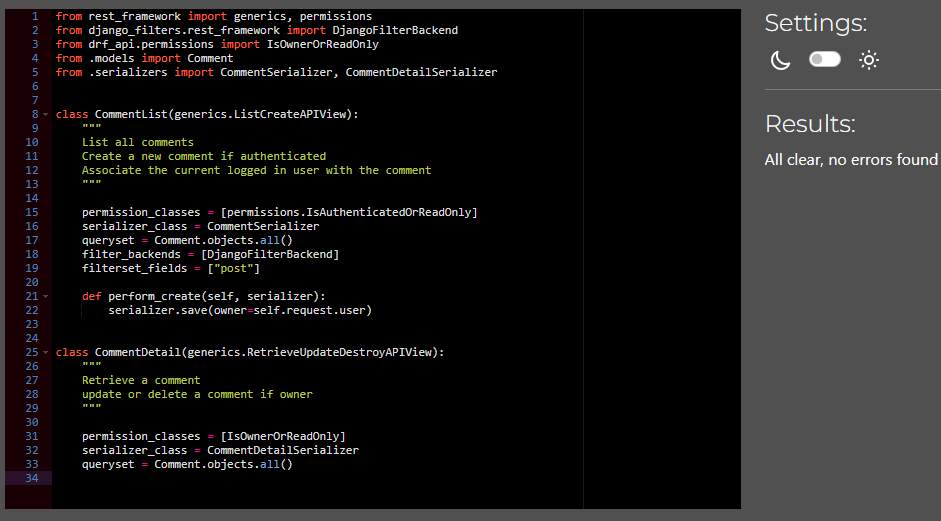 1 from rest_framework import generics, permissions
2 from django_filters.rest_framework import DjangoFilterBackend
3 from drf_api.permissions import IsOwnerOrReadOnly
4 from .models import Comment
5 from .serializers import CommentSerializer, CommentDetailSerializer
6
7
8 class CommentList(generics.ListCreateAPIView):
9     """
10     List all comments
11     Create a new comment if authenticated
12     Associate the current logged in user with the comment
13     """
14
15     permission_classes = [permissions.IsAuthenticatedOrReadOnly]
16     serializer_class = CommentSerializer
17     queryset = Comment.objects.all()
18     filter_backends = [DjangoFilterBackend]
19     filterset_fields = ["post"]
20
21     def perform_create(self, serializer):
22         serializer.save(owner=self.request.user)
23
24
25 class CommentDetail(generics.RetrieveUpdateDestroyAPIView):
26     """
27     Retrieve a comment
28     update or delete a comment if owner
29     """
30
31     permission_classes = [IsOwnerOrReadOnly]
32     serializer_class = CommentDetailSerializer
33     queryset = Comment.objects.all()
34
Settings:
Results:
All clear, no errors found